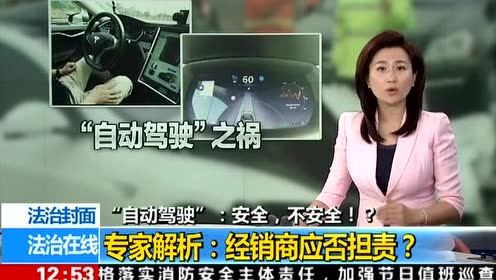 60
“自动驾驶”之祸
法治封面
“自动驾驶”：安全，不安全！？
法治在线
专家解析：经销商应否担责？
12:53
格落实消防安全主体责任，加强节日值班巡查